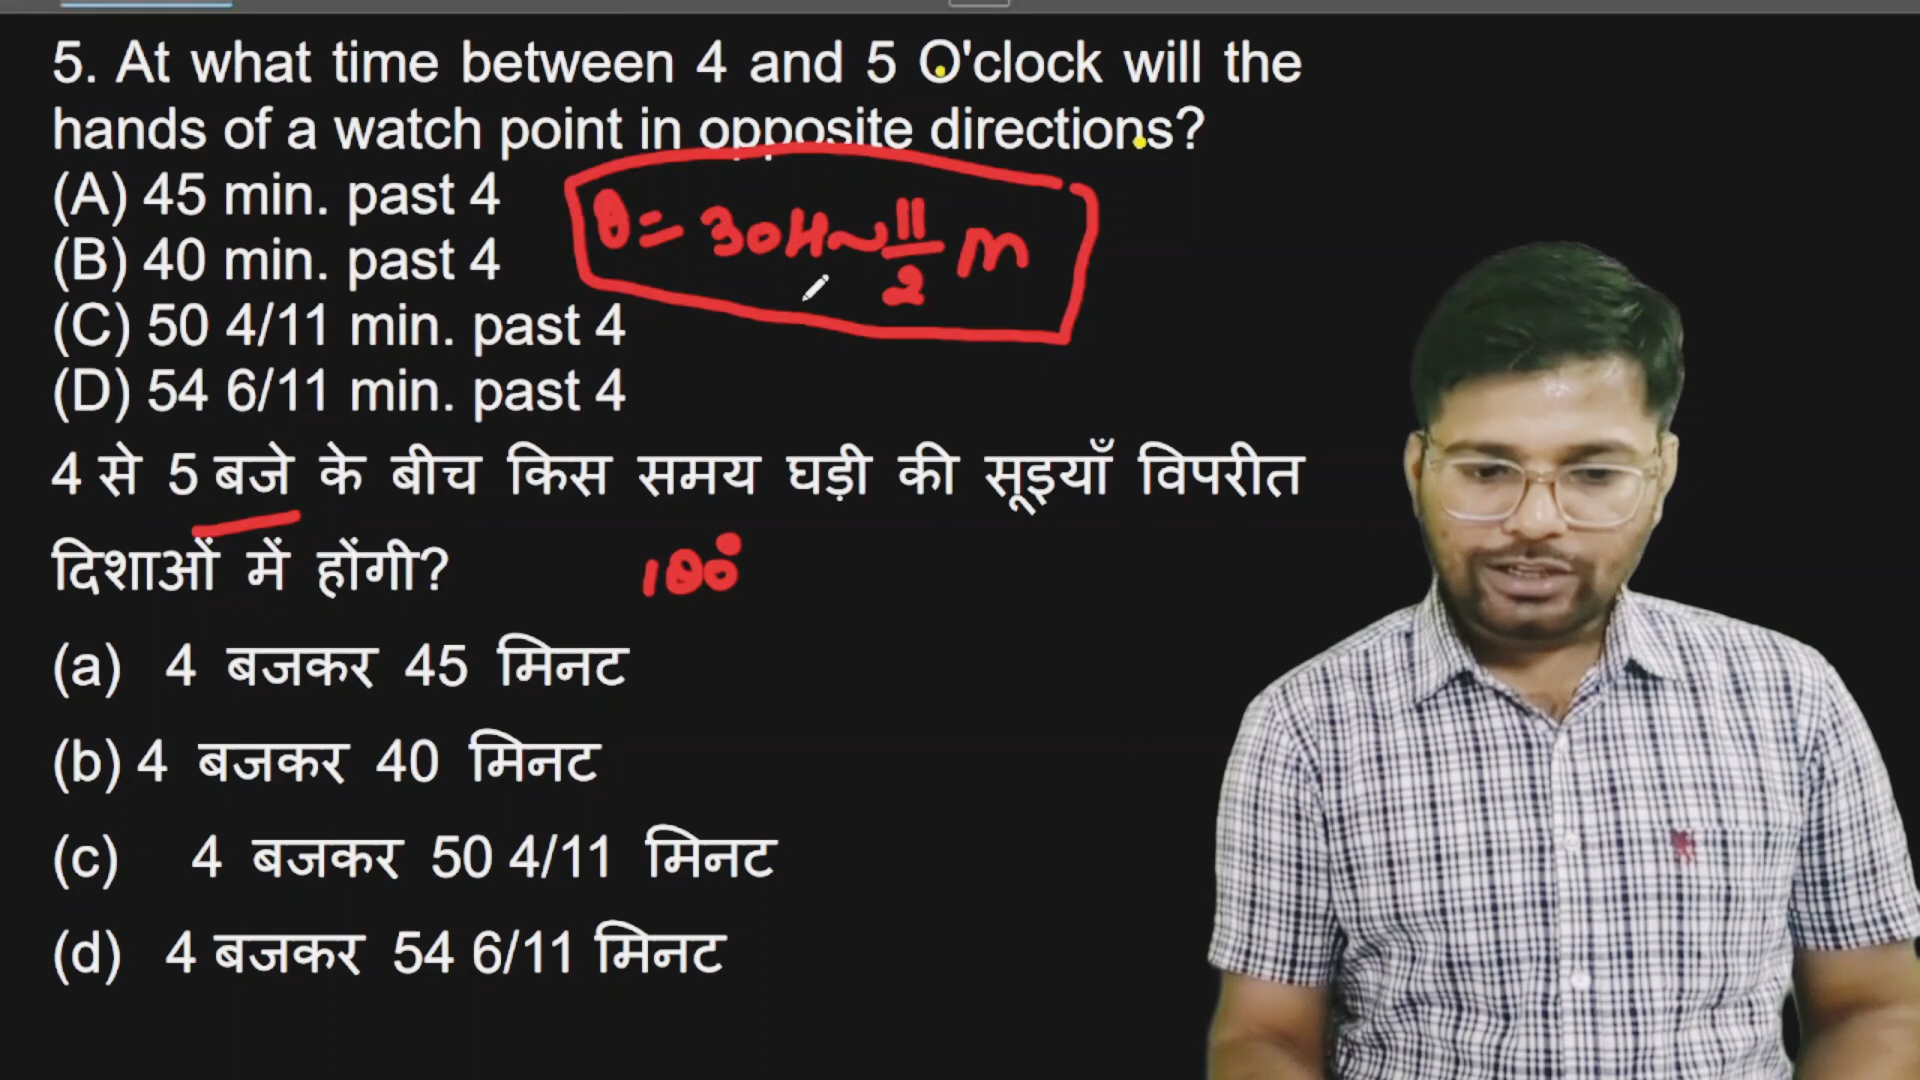 5. At what time between 4 and 5 O'clock will the
hands of a watch point in opposite directions?
(A) 45 min. past 4
(B) 40 min. past 4
(C) 50 4/11 min. past 4
(D) 54 6/11 min. past 4
θ = 30H ~ 11/2 m
4 से 5 बजे के बीच किस समय घड़ी की सूइयाँ विपरीत
दिशाओं में होंगी?
180°
(a) 4 बजकर 45 मिनट
(b) 4 बजकर 40 मिनट
(c) 4 बजकर 50 4/11 मिनट
(d) 4 बजकर 54 6/11 मिनट